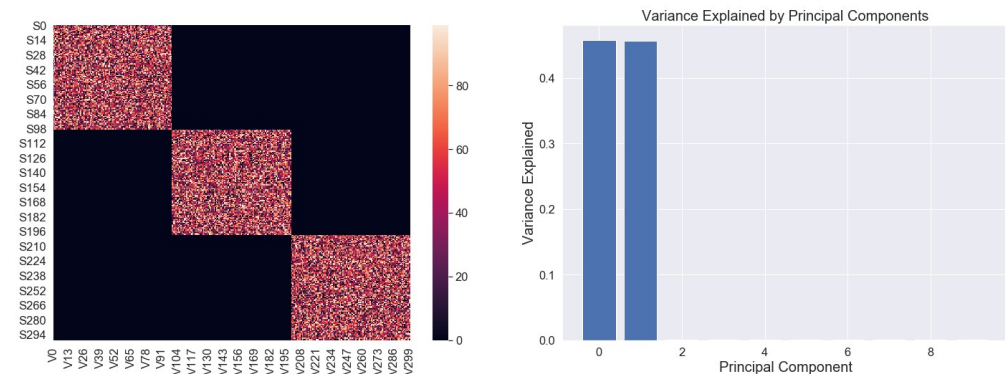 S0
S14
S28
S42
S56
S70
S84
S98
S112
S126
S140
S154
S168
S182
S196
S210
S224
S238
S252
S266
S280
S294
V0
V13
V26
V39
V52
V65
V78
V91
V104
V117
V130
V143
V156
V169
V182
V195
V208
V221
V234
V247
V260
V273
V286
V299
80
60
40
20
0
Variance Explained by Principal Components
Variance Explained
0.4
0.3
0.2
0.1
0.0
0 2 4 6 8
Principal Component